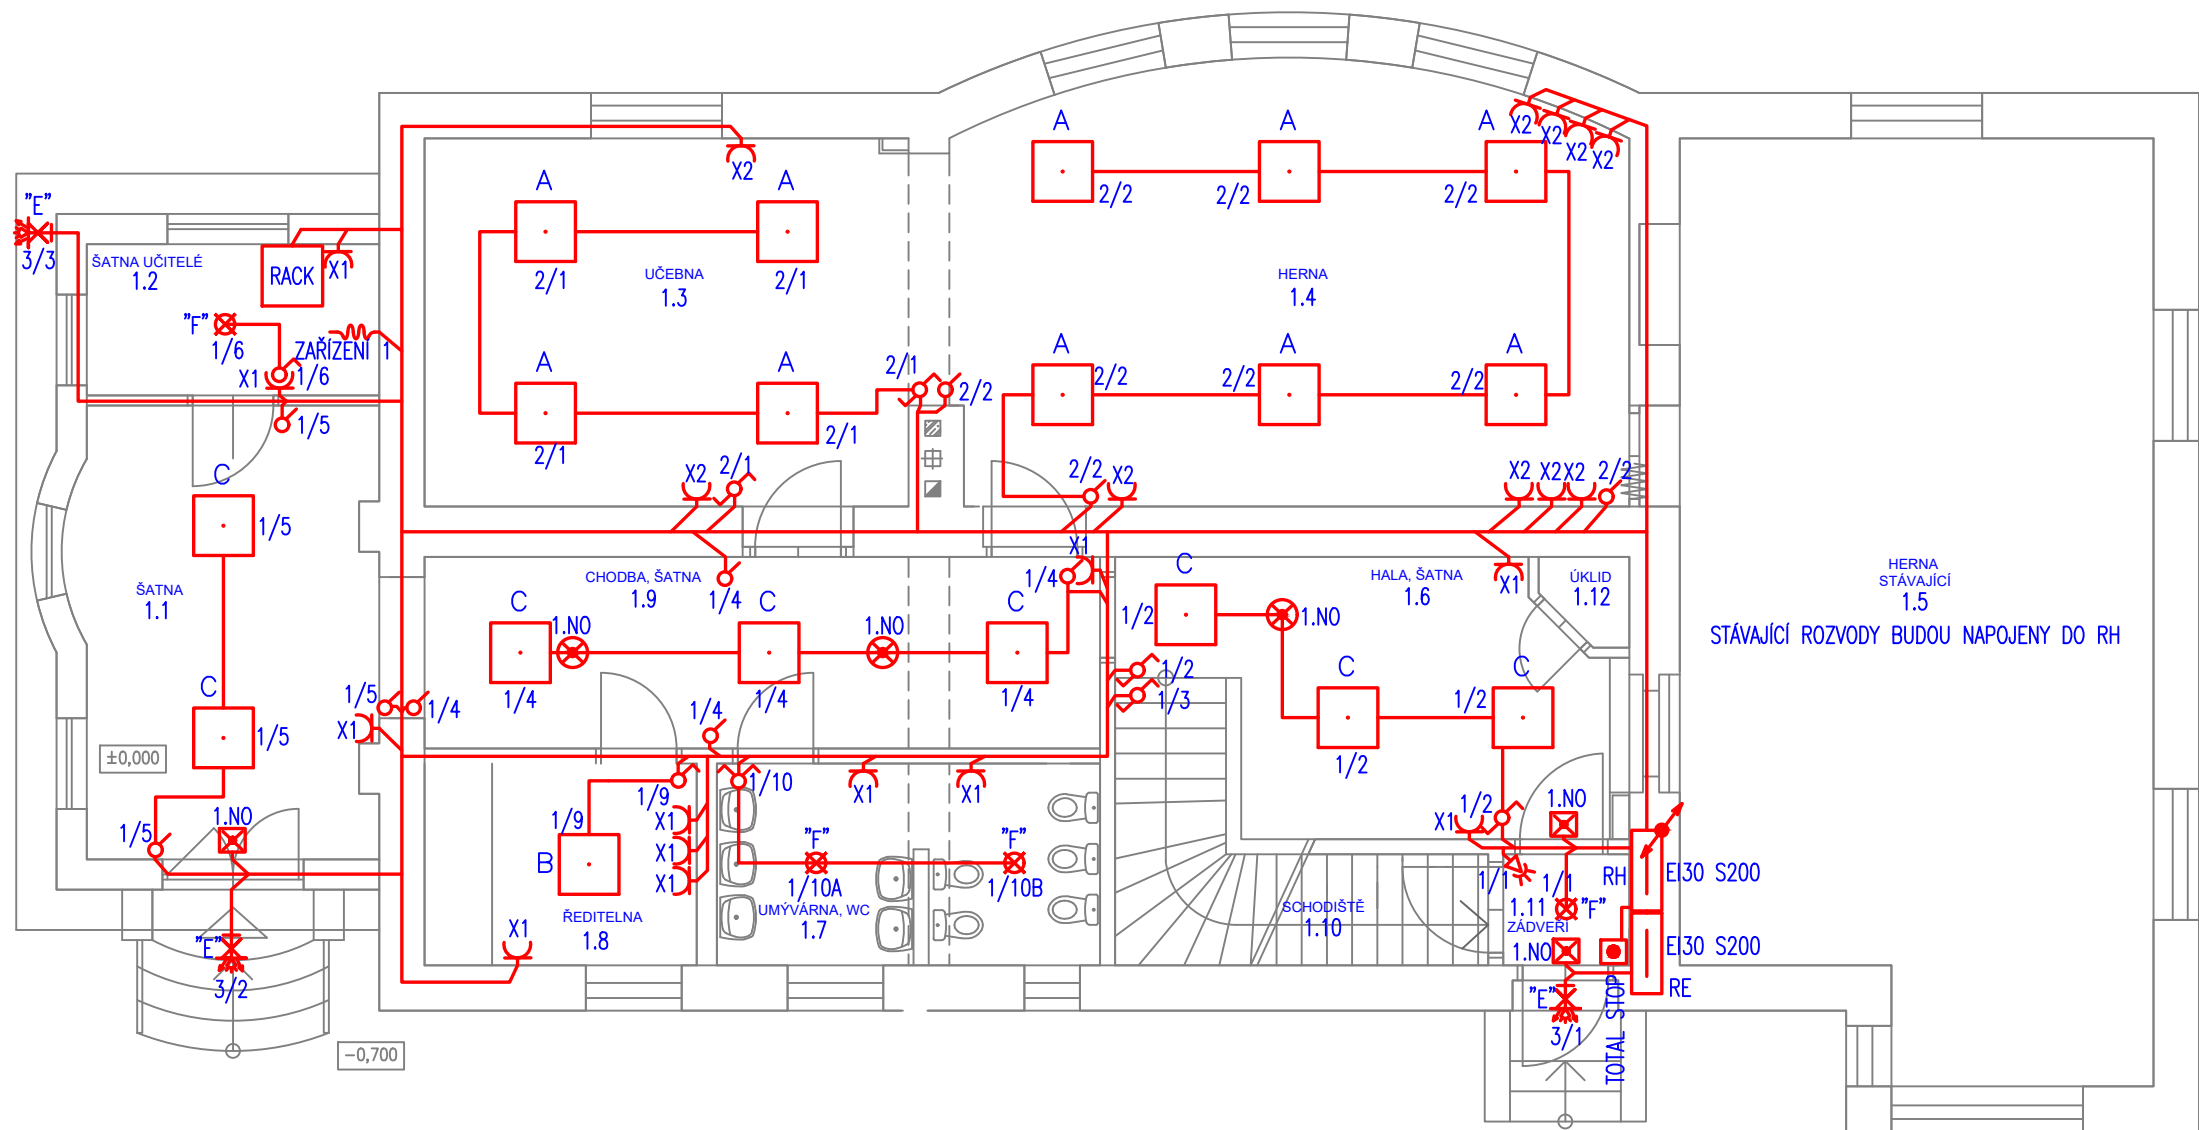 A
A
A
X2
X2
X2
X2
X2
A
A
2/2
2/2
2/2
"E"
3/3
ŠATNA UČITELÉ
1.2
RACK
X1
2/1
2/1
UČEBNA
1.3
HERNA
1.4
"F"
1/6
ZAŘÍZENÍ 1
X1
1/6
1/5
A
A
2/1
2/2
A
A
A
2/2
2/2
2/2
2/1
2/1
C
1/5
X2
2/1
2/2
X2
X2
X2
X2
2/2
ŠATNA
1.1
CHODBA, ŠATNA
1.9
1/4
X1
1/4
C
HALA, ŠATNA
1.6
X1
ÚKLID
1.12
HERNA
STÁVAJÍCÍ
1.5
STÁVAJÍCÍ ROZVODY BUDOU NAPOJENY DO RH
C
1.NO
C
1.NO
C
1/2
1.NO
1/4
1/4
1/4
1/2
1/3
C
C
1/2
1/2
C
1/5
1/5
1/4
X1
±0,000
1/4
1/9
1/10
X1
X1
1/5
1.NO
1/9
B
X1
X1
X1
"F"
1/10A
"F"
1/10B
X1
1/2
1.NO
1/1
1/1
RH
EI30 S200
ŘEDITELNA
1.8
X1
UMÝVÁRNA, WC
1.7
SCHODIŠTĚ
1.10
1.11
ZÁDVEŘÍ
"F"
1.NO
EI30 S200
RE
"E"
3/2
"E"
3/1
TOTAL STOP
-0,700